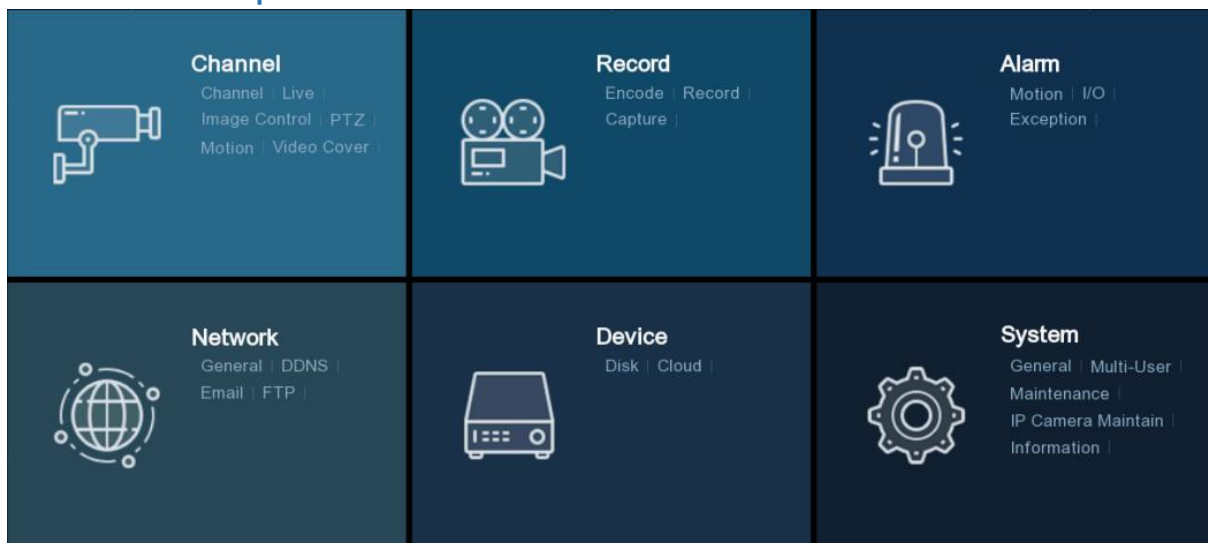 Channel
Channel | Live |
Image Control | PTZ |
Motion | Video Cover |
Record
Encode | Record |
Capture |
Alarm
Motion | I/O |
Exception |
Network
General | DDNS |
Email | FTP |
Device
Disk | Cloud |
System
General | Multi-User |
Maintenance |
IP Camera Maintain |
Information |